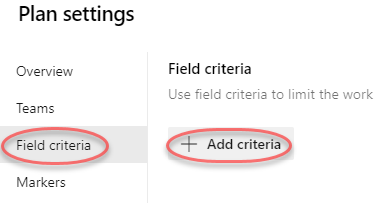 Plan settings
Overview
Teams
Field criteria
Markers
Field criteria
Use field criteria to limit the work
+ Add criteria